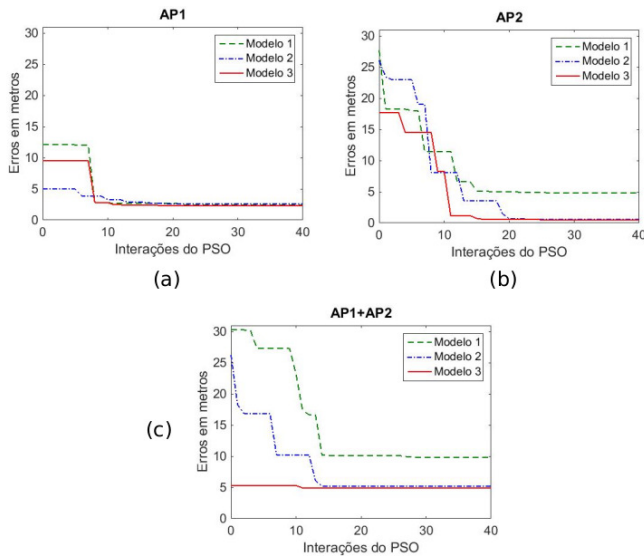 AP1
Erros em metros
30
25
20
15
10
5
0
0 10 20 30 40
Interações do PSO
Modelo 1
Modelo 2
Modelo 3
(a)
AP2
Erros em metros
30
25
20
15
10
5
0
0 10 20 30 40
Interações do PSO
Modelo 1
Modelo 2
Modelo 3
(b)
AP1+AP2
(c)
Erros em metros
30
25
20
15
10
5
0
0 10 20 30 40
Interações do PSO
Modelo 1
Modelo 2
Modelo 3